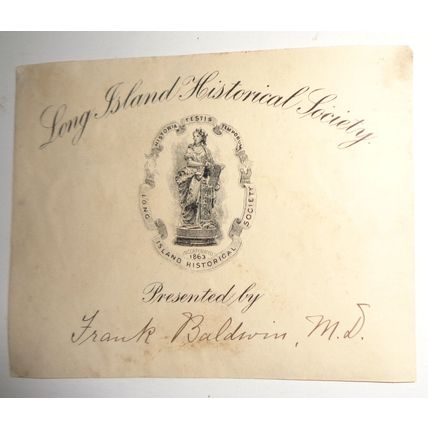 Long Island Historical Society.
HISTORIA TESTIS TEMPORUM
LONG ISLAND HISTORICAL SOCIETY
INCORPORATED
1863
Presented by
Frank Baldwin, M.D.